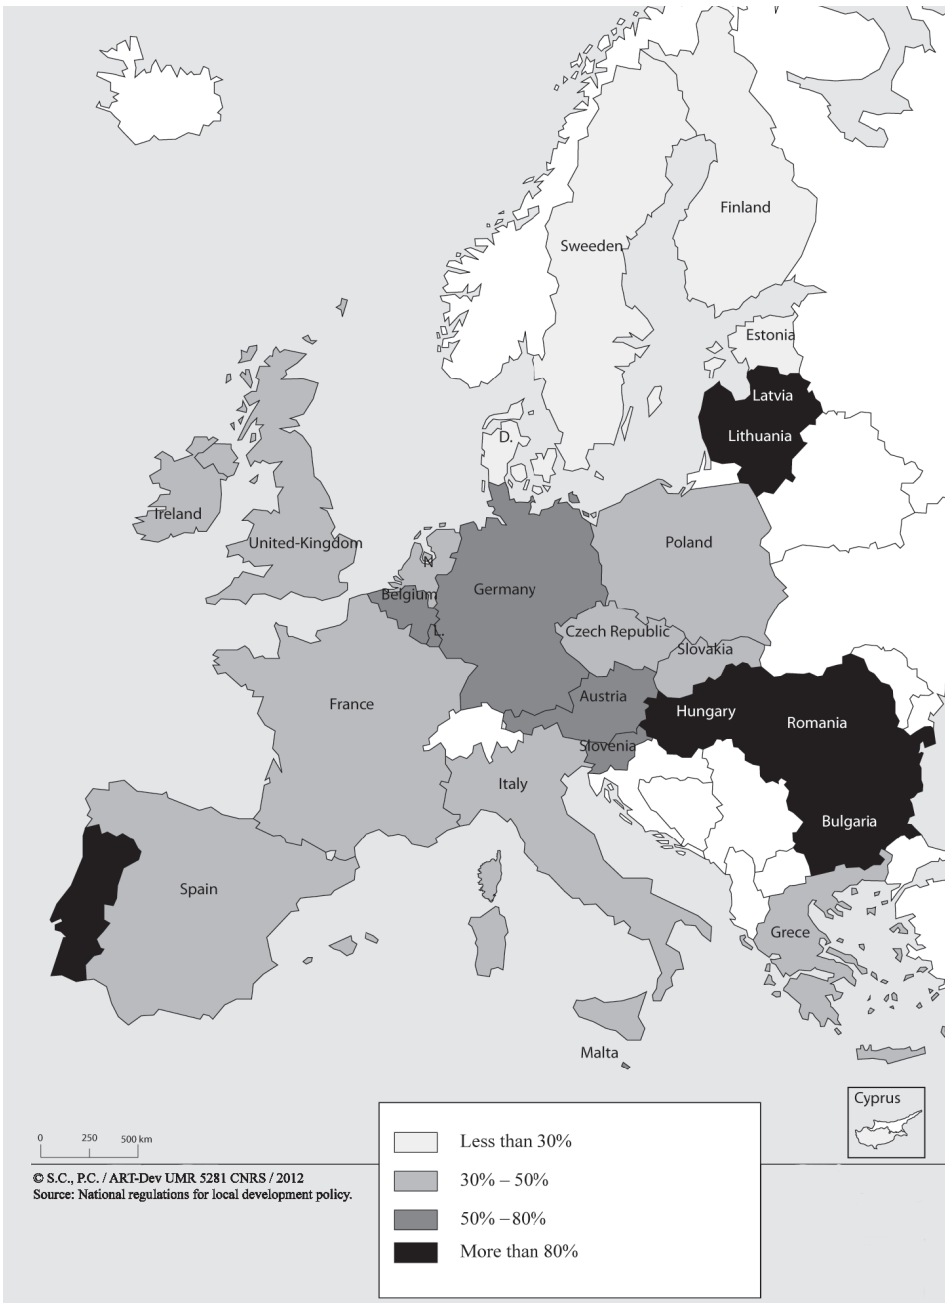 Finland
Sweeden
Estonia
Latvia
D.
Lithuania
Ireland
United-Kingdom
Poland
N
Germany
Belgium
L.
Czech Republic
Slovakia
Austria
France
Hungary
Romania
Slovenia
Italy
Bulgaria
Spain
Grece
Malta
Cyprus
0 250 500 km
© S.C., P.C. / ART-Dev UMR 5281 CNRS / 2012
Source: National regulations for local development policy.
Less than 30%
30% – 50%
50% – 80%
More than 80%